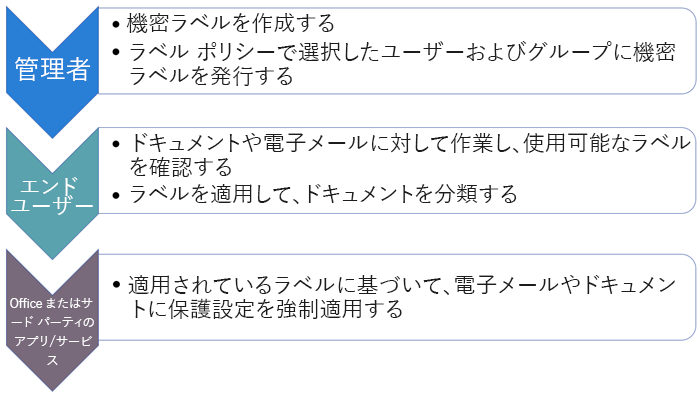 管理者
• 機密ラベルを作成する
• ラベル ポリシーで選択したユーザーおよびグループに機密
ラベルを発行する
エンド
ユーザー
• ドキュメントや電子メールに対して作業し、使用可能なラベル
を確認する
• ラベルを適用して、ドキュメントを分類する
Office またはサ
ード パーティの
アプリ/サービ
ス
• 適用されているラベルに基づいて、電子メールやドキュメン
トに保護設定を強制適用する